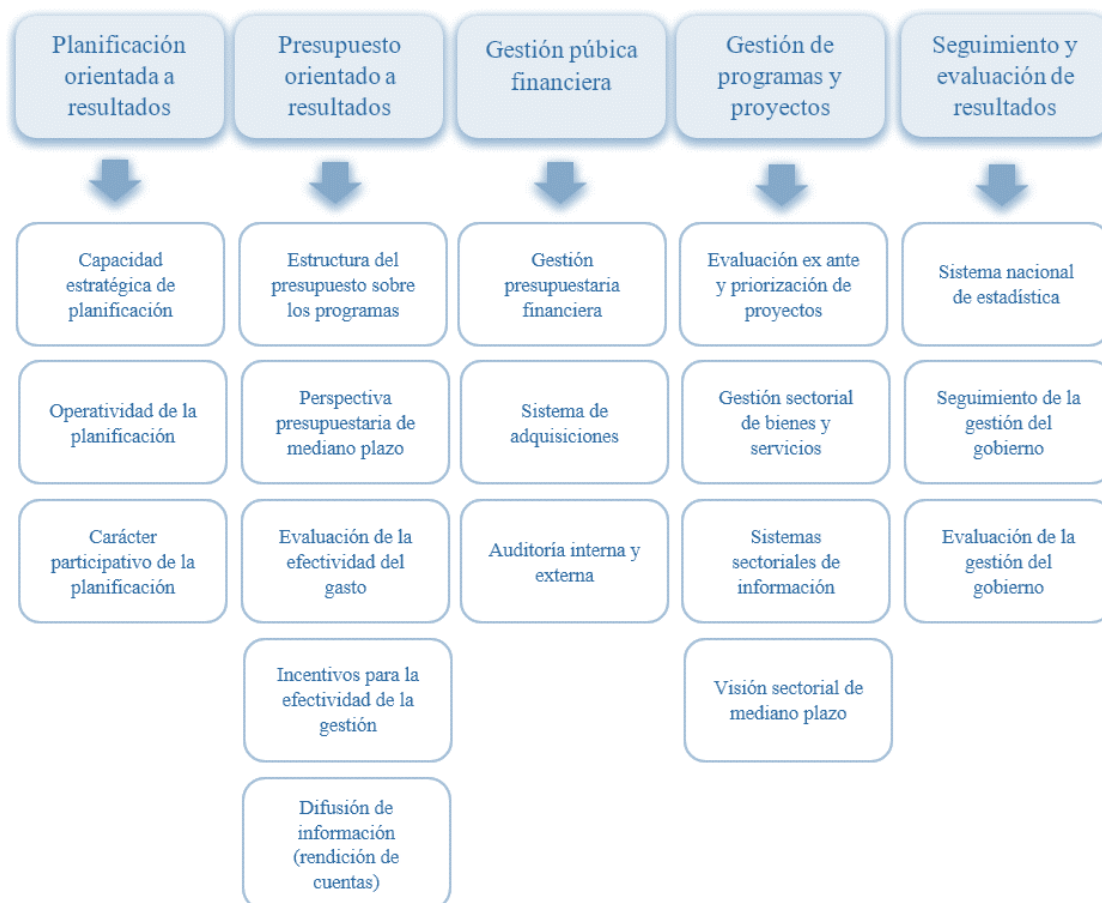 Planificación
orientada a
resultados
Presupuesto
orientado a
resultados
Gestión púbica
financiera
Gestión de
programas y
proyectos
Seguimiento y
evaluación de
resultados
Capacidad
estratégica de
planificación
Estructura del
presupuesto sobre
los programas
Gestión
presupuestaria
financiera
Evaluación ex ante
y priorización de
proyectos
Sistema nacional
de estadística
Operatividad de la
planificación
Perspectiva
presupuestaria de
mediano plazo
Sistema de
adquisiciones
Gestión sectorial
de bienes y
servicios
Seguimiento de la
gestión del
gobierno
Carácter
participativo de la
planificación
Evaluación de la
efectividad del
gasto
Auditoría interna y
externa
Sistemas
sectoriales de
información
Evaluación de la
gestión del
gobierno
Incentivos para la
efectividad de la
gestión
Visión sectorial de
mediano plazo
Difusión de
información
(rendición de
cuentas)